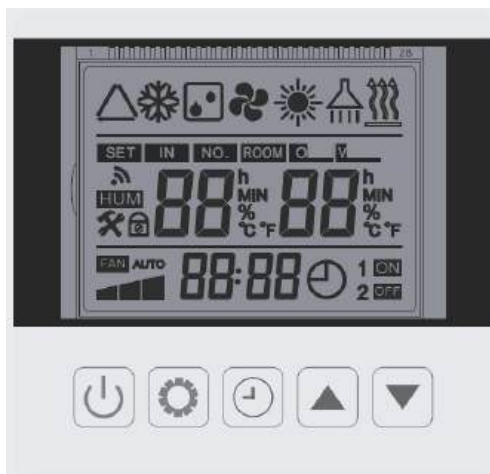 1 28
SET IN NO. ROOM O V
88 h 88 h
HUM MIN MIN
% %
°C °F °C °F
FAN AUTO 88:88 1 ON
2 OFF